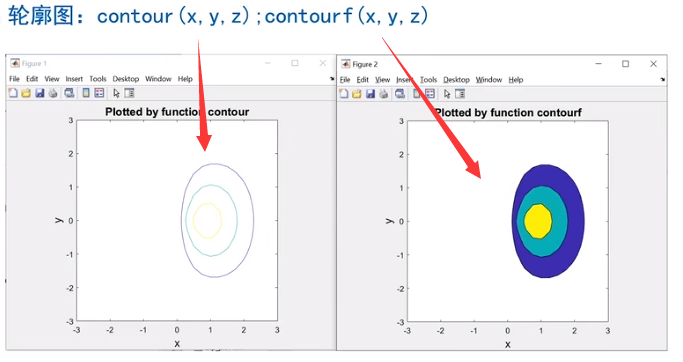 轮廓图：contour(x,y,z);contourf(x,y,z)
Figure 1
File Edit View Insert Tools Desktop Window Help
Plotted by function contour
3
2
1
0
-1
-2
-3
y
-3 -2 -1 0 1 2 3
x
Figure 2
File Edit View Insert Tools Desktop Window Help
Plotted by function contourf
3
2
1
0
-1
-2
-3
y
-3 -2 -1 0 1 2 3
x